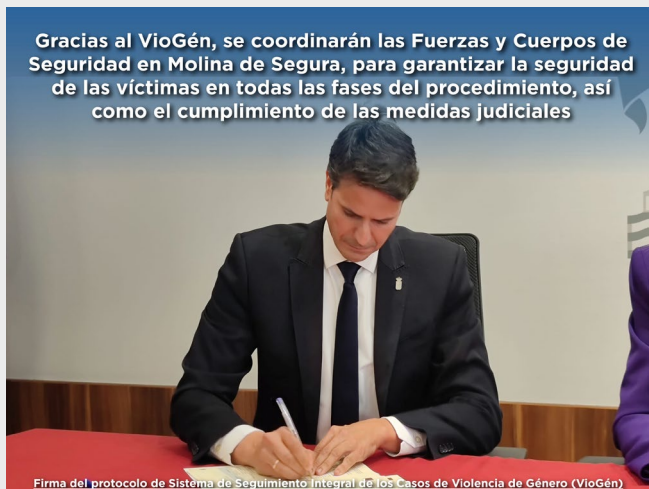 Gracias al VioGén, se coordinarán las Fuerzas y Cuerpos de
Seguridad en Molina de Segura, para garantizar la seguridad
de las víctimas en todas las fases del procedimiento, así
como el cumplimiento de las medidas judiciales
Firma del protocolo de Sistema de Seguimiento Integral de los Casos de Violencia de Género (VioGén)